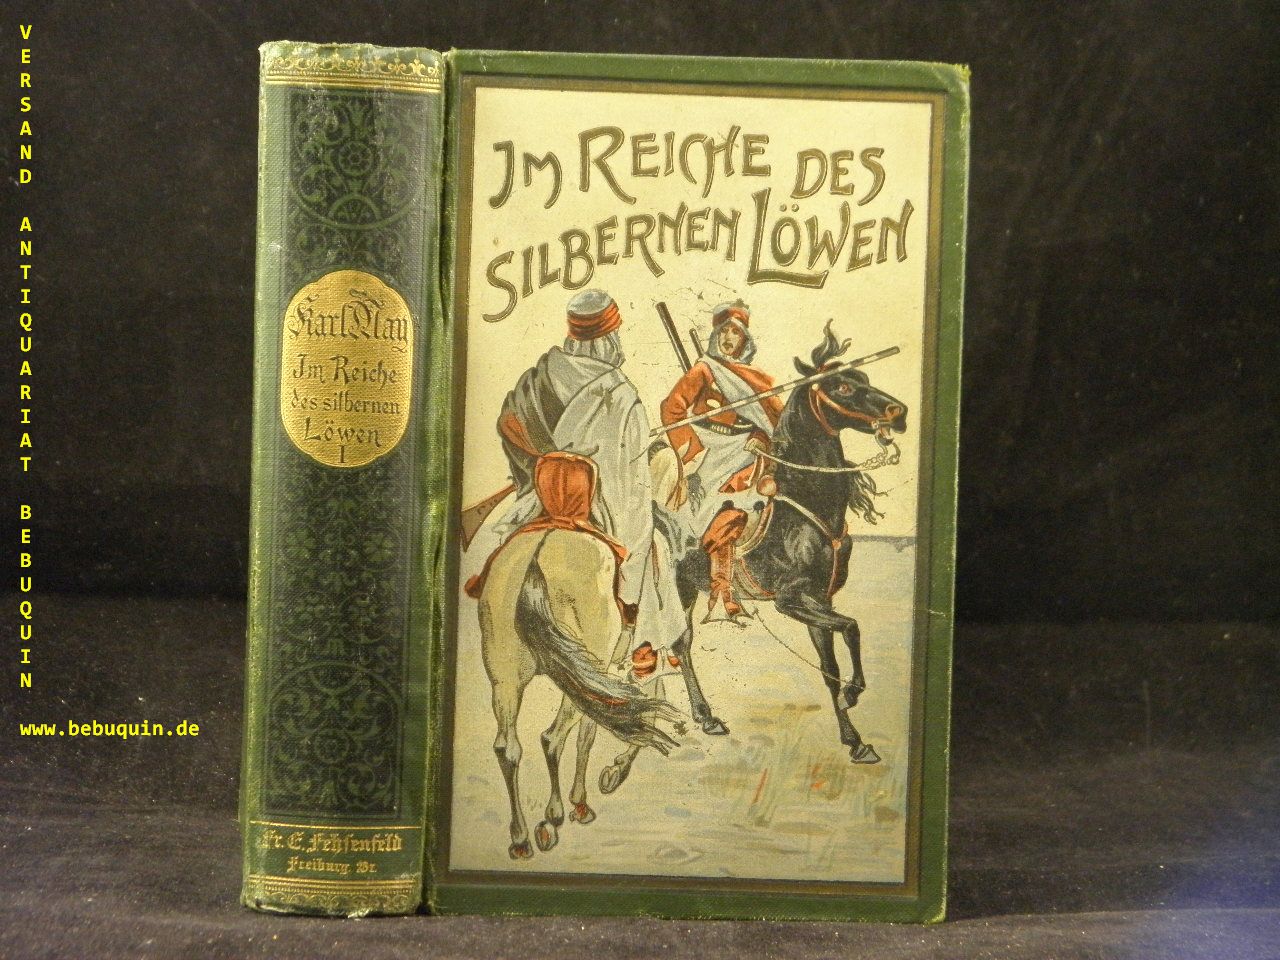 VERSAND ANTIQUARIAT BEBUQUIN
www.bebuquin.de
Karl May
Im Reiche
des silbernen
Löwen
I
Fr. E. Fehsenfeld
Freiburg Br.
IM REICHE DES
SILBERNEN LÖWEN